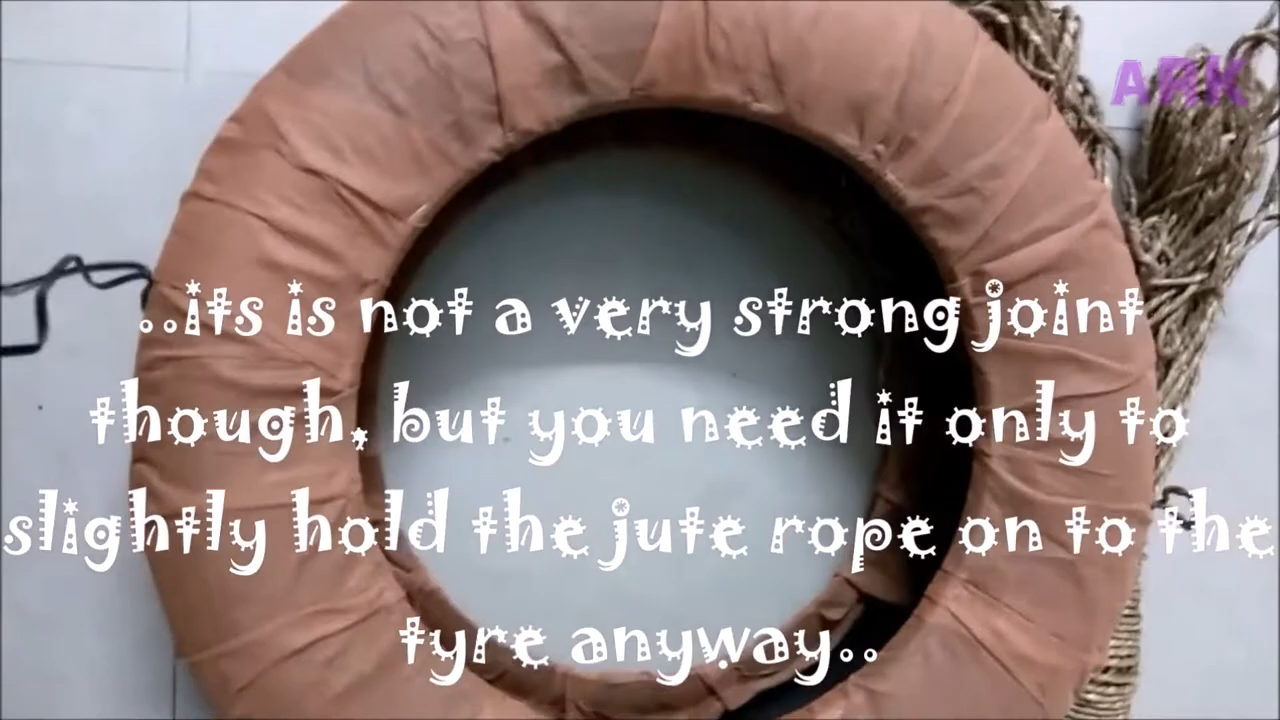 ARK
..its is not a very strong joint
though, but you need it only to
slightly hold the jute rope on to the
tyre anyway..